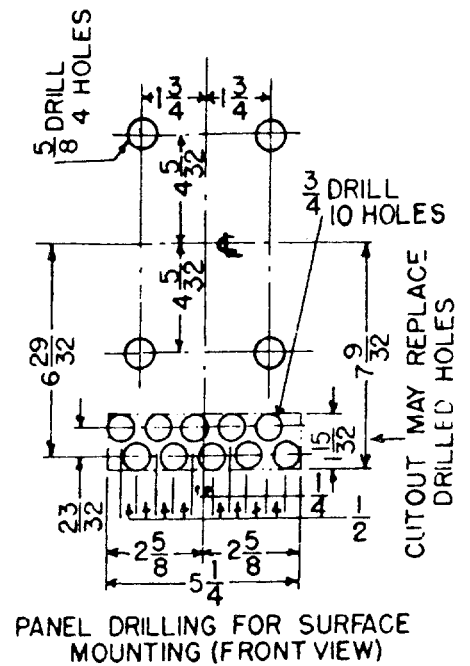 5/8 DRILL
4 HOLES
1 3/4
1 3/4
4 5/32
4 5/32
3/4 DRILL
10 HOLES
6 29/32
7 9/32
CUTOUT MAY REPLACE
DRILLED HOLES
1 15/32
23/32
1/4
1/2
2 5/8
2 5/8
5 1/4
PANEL DRILLING FOR SURFACE
MOUNTING (FRONT VIEW)